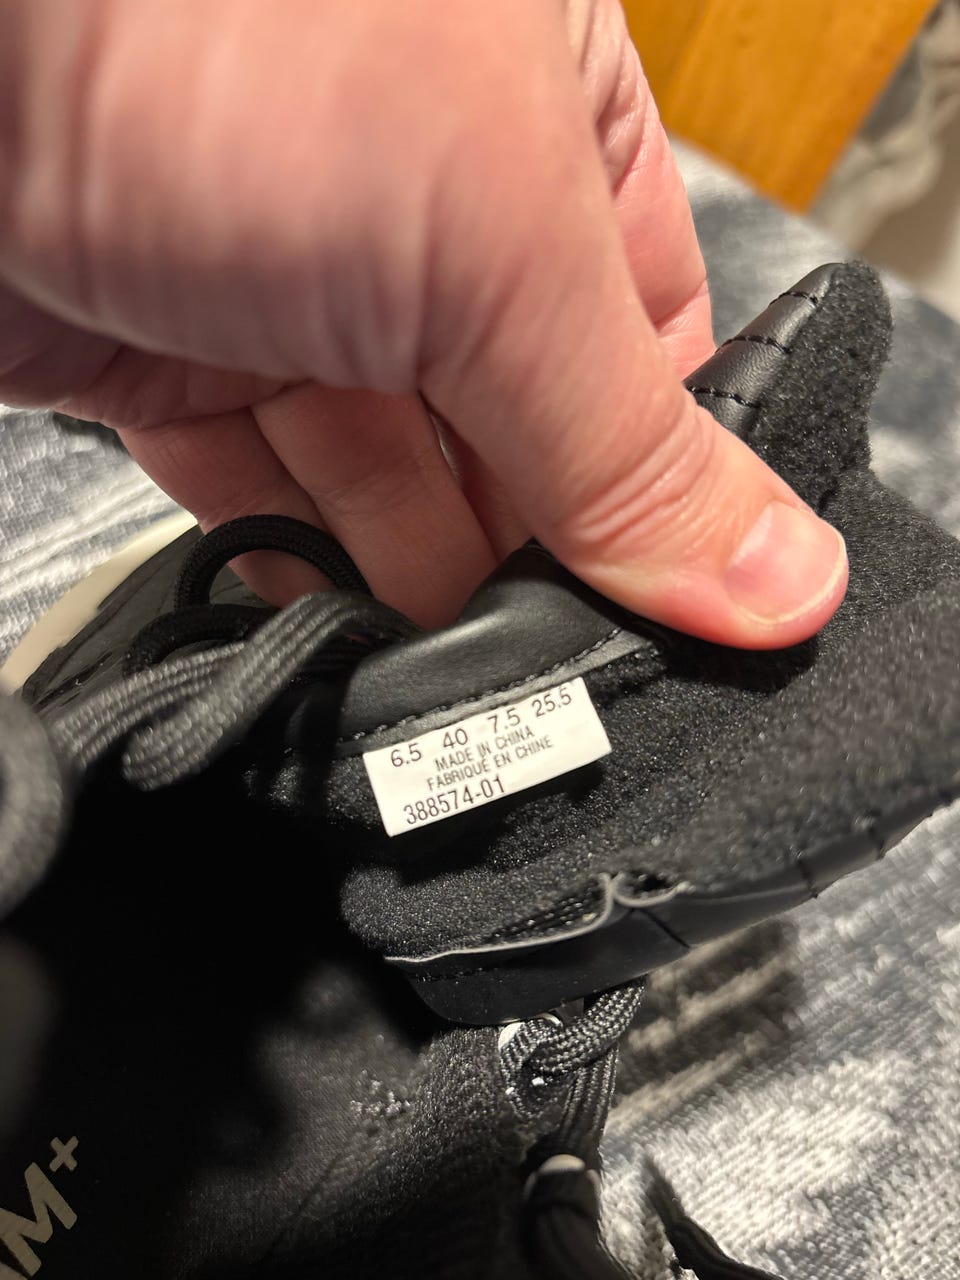 6.5 40 7.5 25.5
MADE IN CHINA
FABRIQUÉ EN CHINE
388574-01
M+